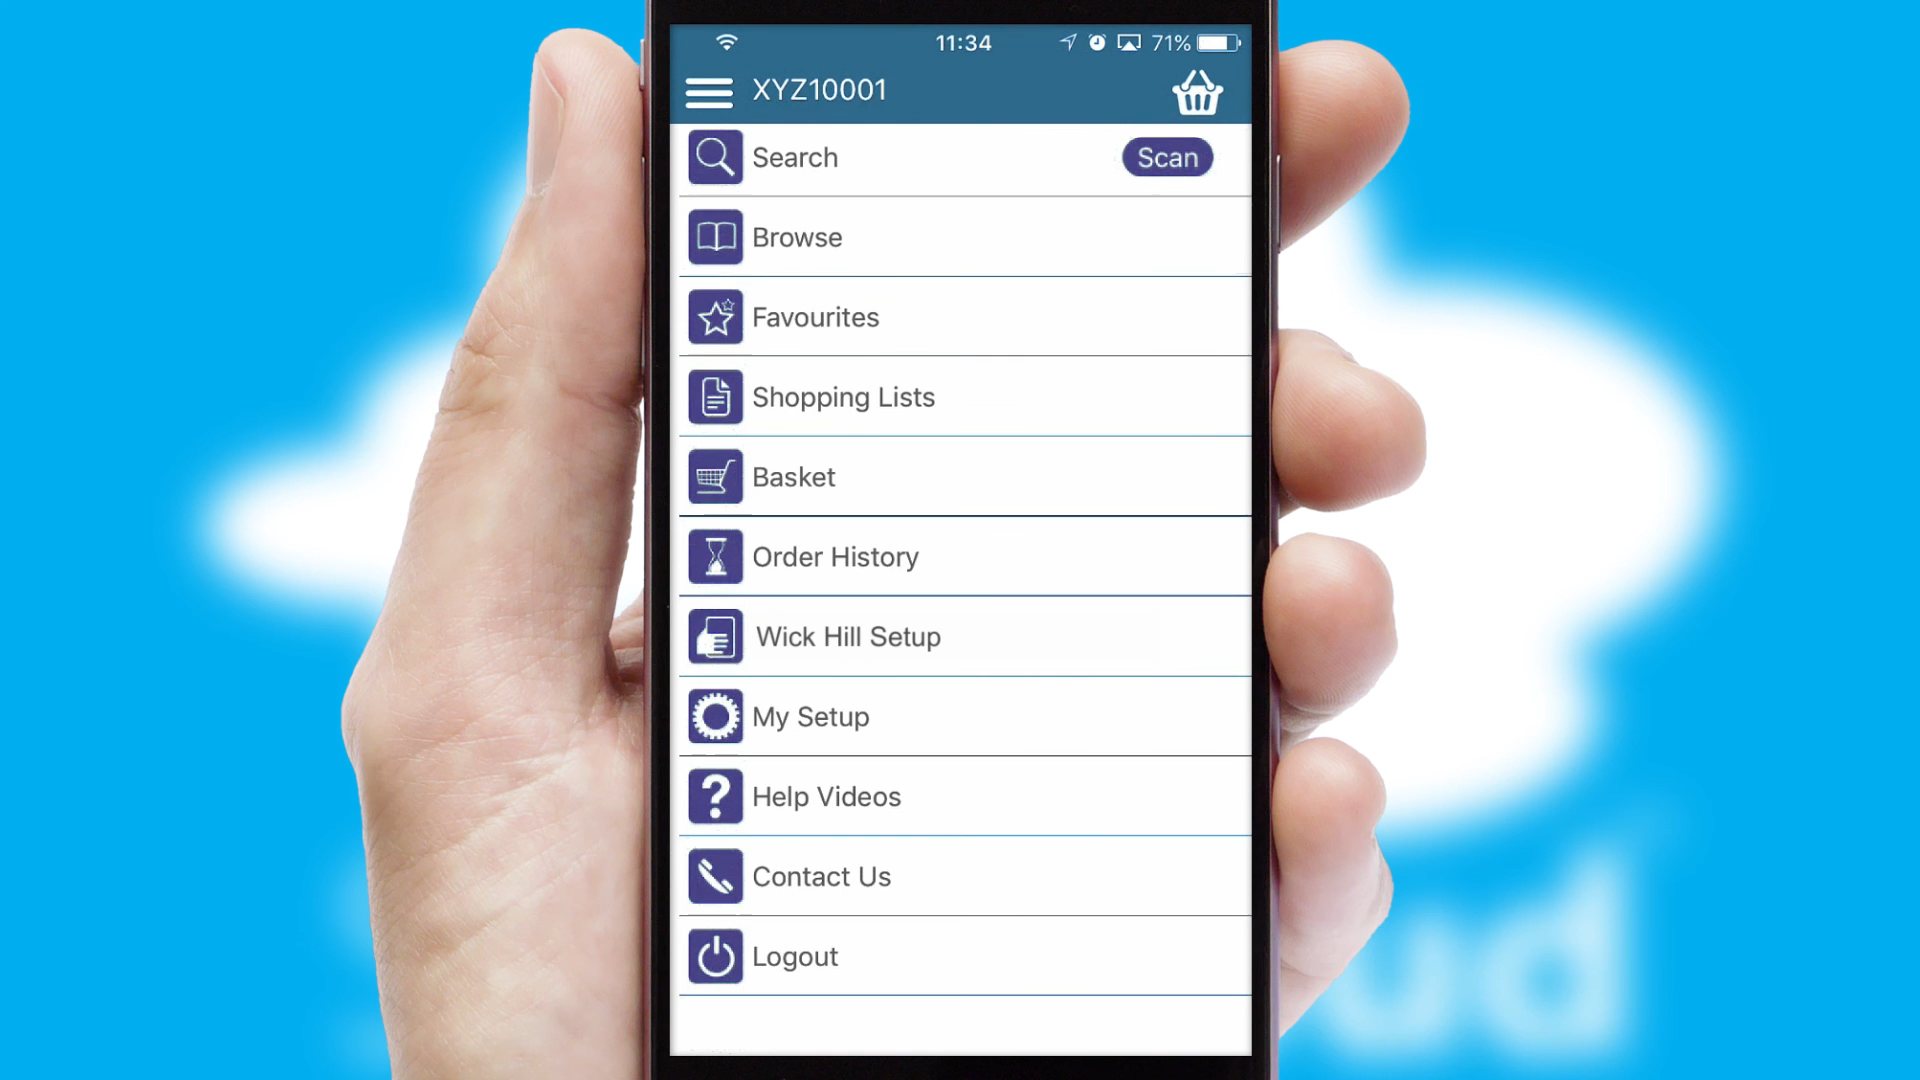 11:34 71%
XYZ10001
Search Scan
Browse
Favourites
Shopping Lists
Basket
Order History
Wick Hill Setup
My Setup
Help Videos
Contact Us
Logout
ud